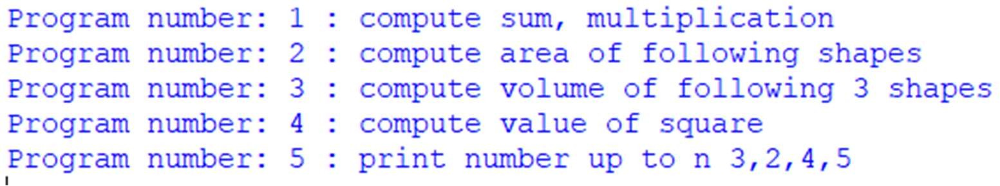 Program number: 1 : compute sum, multiplication
Program number: 2 : compute area of following shapes
Program number: 3 : compute volume of following 3 shapes
Program number: 4 : compute value of square
Program number: 5 : print number up to n 3,2,4,5